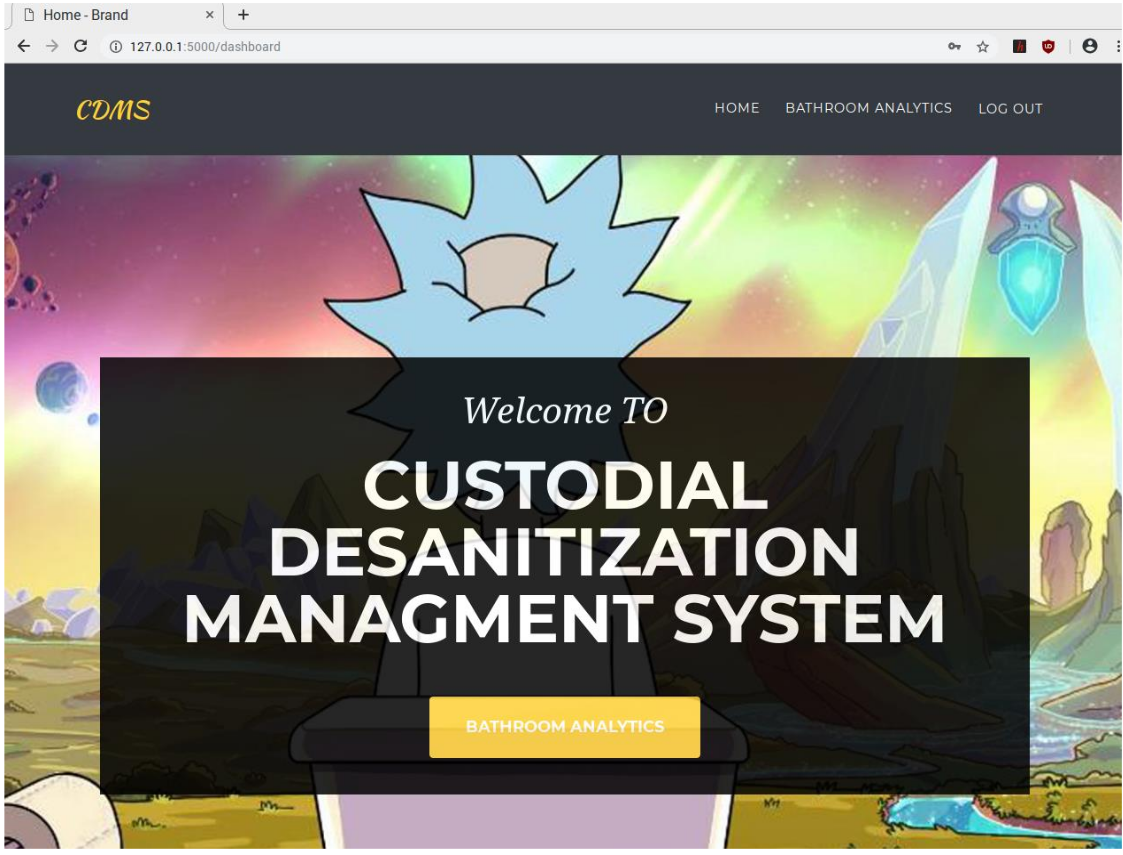 Home - Brand
127.0.0.1:5000/dashboard
CDMS
HOME BATHROOM ANALYTICS LOG OUT
Welcome TO
CUSTODIAL
DESANITIZATION
MANAGMENT SYSTEM
BATHROOM ANALYTICS